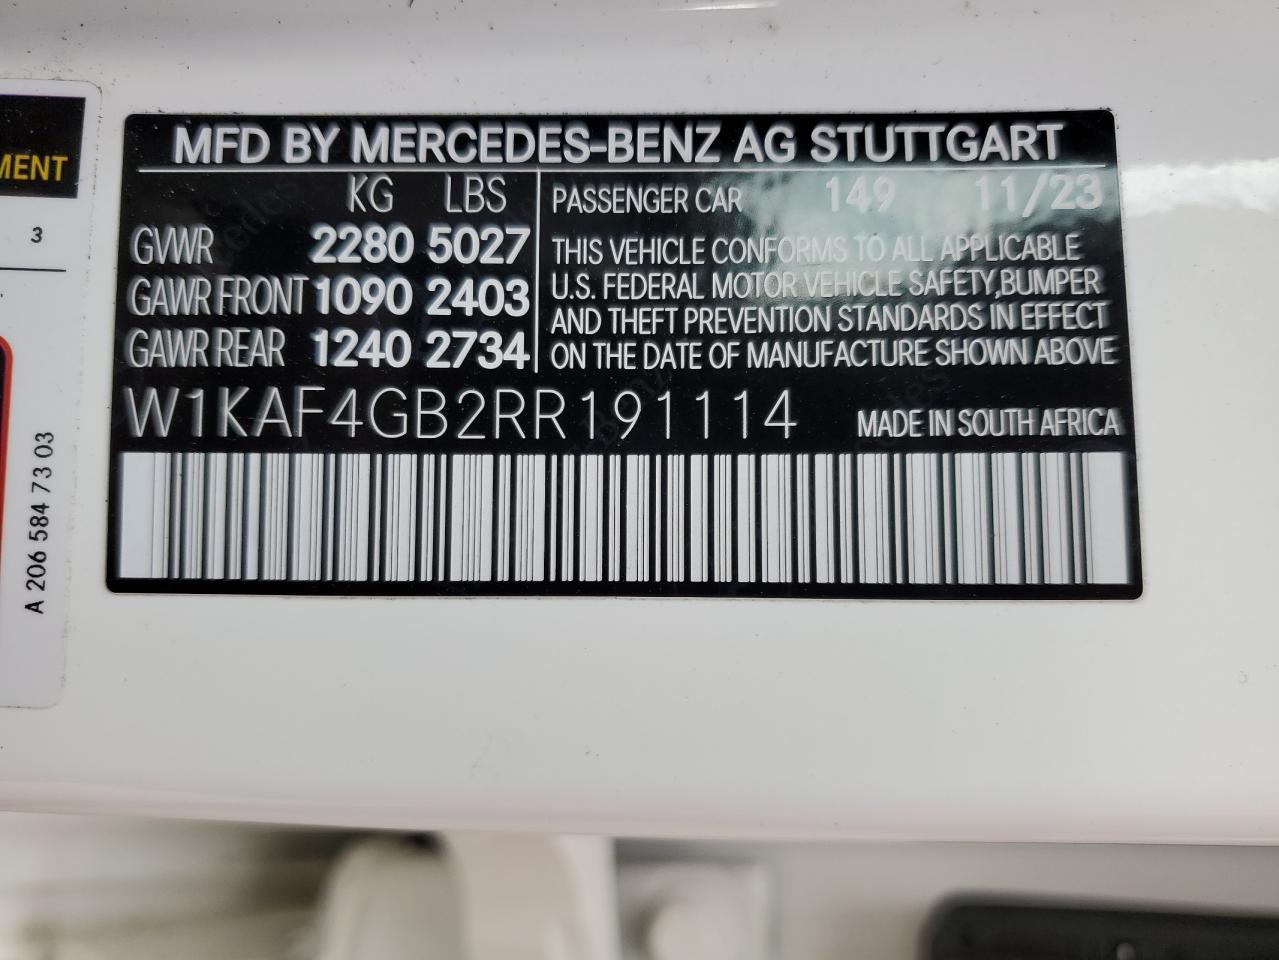 MENT
3
A 206 584 73 03
MFD BY MERCEDES-BENZ AG STUTTGART
KG LBS
GVWR 2280 5027
GAWR FRONT 1090 2403
GAWR REAR 1240 2734
PASSENGER CAR 149 11/23
THIS VEHICLE CONFORMS TO ALL APPLICABLE
U.S. FEDERAL MOTOR VEHICLE SAFETY,BUMPER
AND THEFT PREVENTION STANDARDS IN EFFECT
ON THE DATE OF MANUFACTURE SHOWN ABOVE
W1KAF4GB2RR191114 MADE IN SOUTH AFRICA